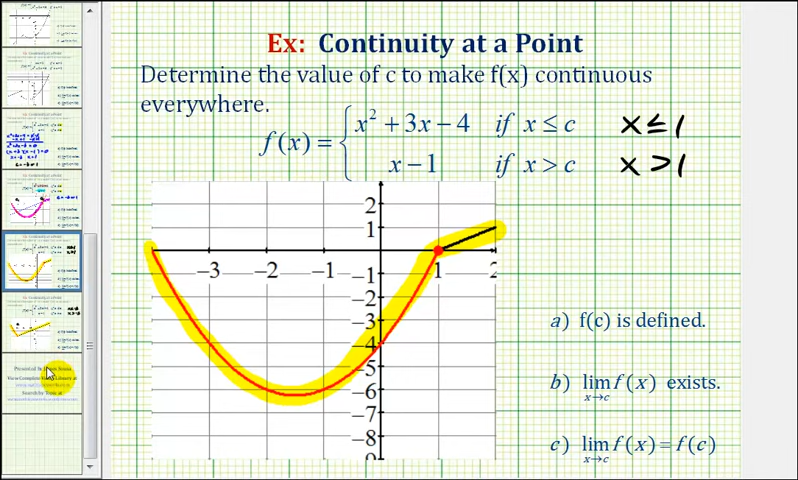 Ex: Continuity at a Point
Determine the value of c to make f(x) continuous
everywhere.
f(x) = { x² + 3x − 4 if x ≤ c x ≤ 1
x − 1 if x > c x > 1
2
1
−3 −2 −1 1 2
−1
−2
−3
−4
−5
−6
−7
−8
a) f(c) is defined.
b) lim x→c f(x) exists.
c) lim x→c f(x) = f(c)